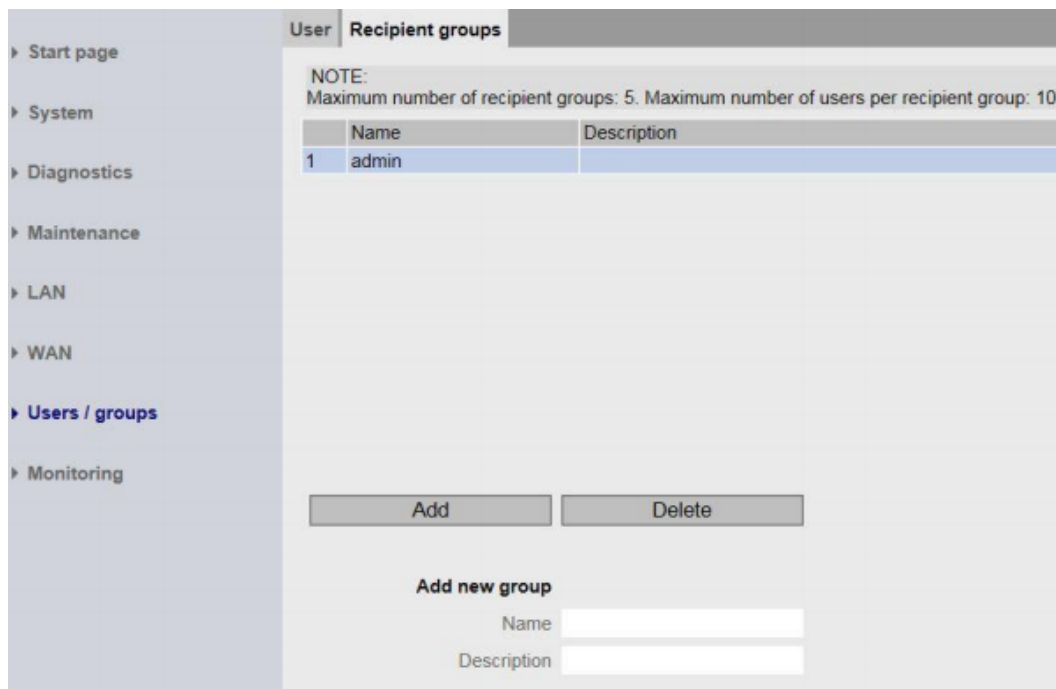 Start page
System
Diagnostics
Maintenance
LAN
WAN
Users / groups
Monitoring
User Recipient groups
NOTE:
Maximum number of recipient groups: 5. Maximum number of users per recipient group: 10
Name Description
1 admin
Add Delete
Add new group
Name
Description